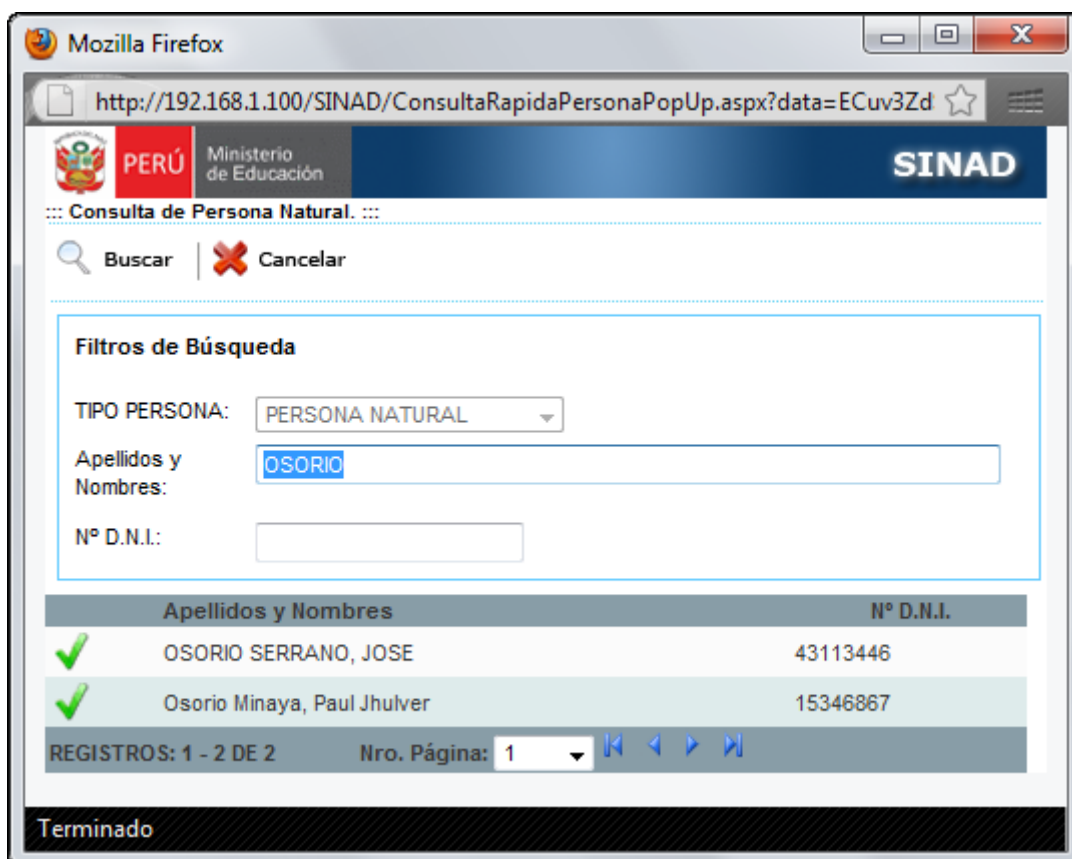 Mozilla Firefox
http://192.168.1.100/SINAD/ConsultaRapidaPersonaPopUp.aspx?data=ECuv3Zd
PERÚ
Ministerio
de Educación
SINAD
::: Consulta de Persona Natural. :::
Buscar
Cancelar
Filtros de Búsqueda
TIPO PERSONA: PERSONA NATURAL
Apellidos y
Nombres:
OSORIO
Nº D.N.I.:
Apellidos y Nombres Nº D.N.I.
OSORIO SERRANO, JOSE 43113446
Osorio Minaya, Paul Jhulver 15346867
REGISTROS: 1 - 2 DE 2 Nro. Página: 1
Terminado